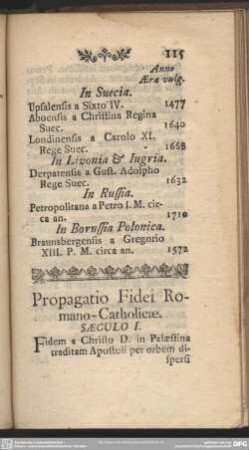 115
Anno
Æræ vulg.
In Suecia.
Upsalensis a Sixto IV. 1477
Aboensis a Christina Regina
Suec. 1640
Londinensis a Carolo XI.
Rege Suec. 1668
In Livonia & Ingria.
Derpatensis a Gust. Adolpho
Rege Suec. 1632
In Russia.
Petropolitana a Petro I. M. cir-
ca an. 1710
In Borussia Polonica.
Braunsbergensis a Gregorio
XIII. P. M. circa an. 1572
Propagatio Fidei Ro-
mano-Catholicæ.
SÆCULO I.
Fidem a Christo D. in Palæstina
traditam Apostoli per orbem di-
spersi